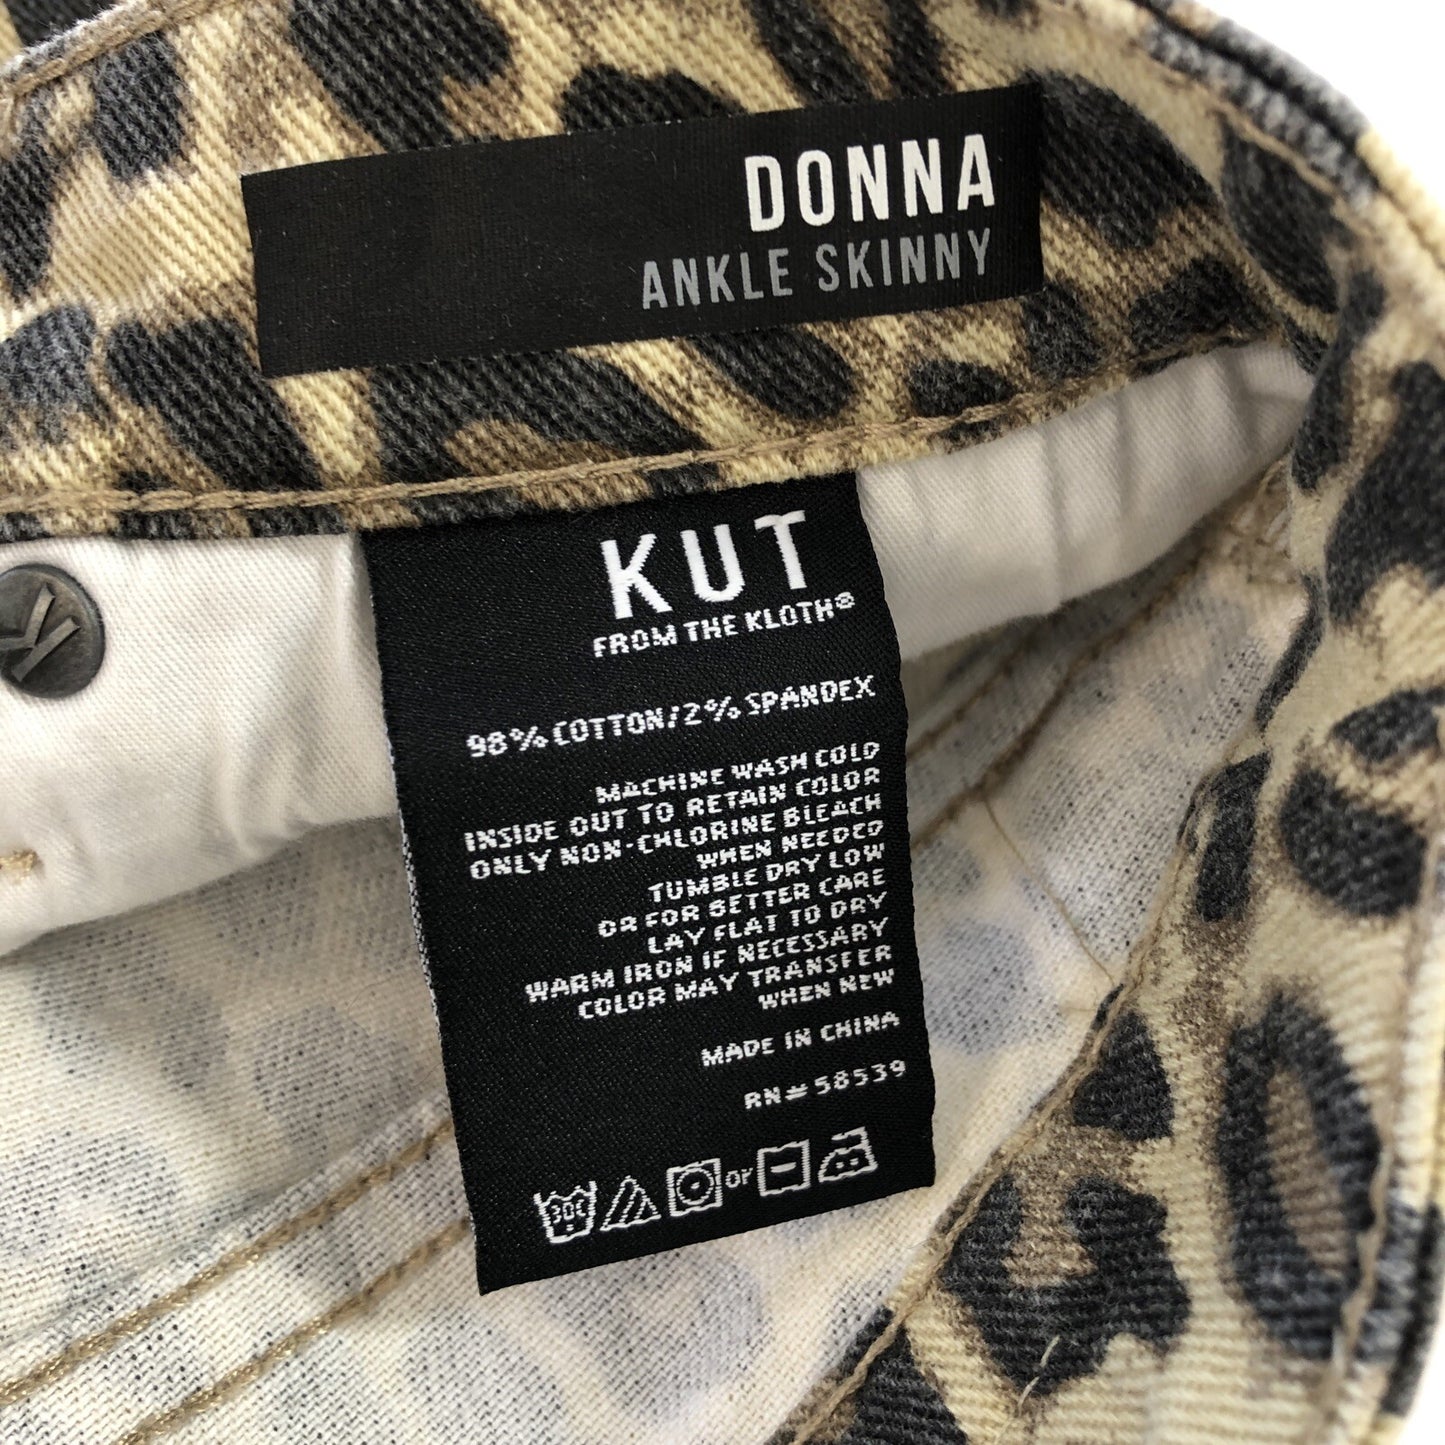 DONNA
ANKLE SKINNY
KUT
FROM THE KLOTH®
98% COTTON/2% SPANDEX
MACHINE WASH COLD
INSIDE OUT TO RETAIN COLOR
ONLY NON-CHLORINE BLEACH
WHEN NEEDED
TUMBLE DRY LOW
OR FOR BETTER CARE
LAY FLAT TO DRY
WARM IRON IF NECESSARY
COLOR MAY TRANSFER
WHEN NEW
MADE IN CHINA
RN# 58539
30C or
K